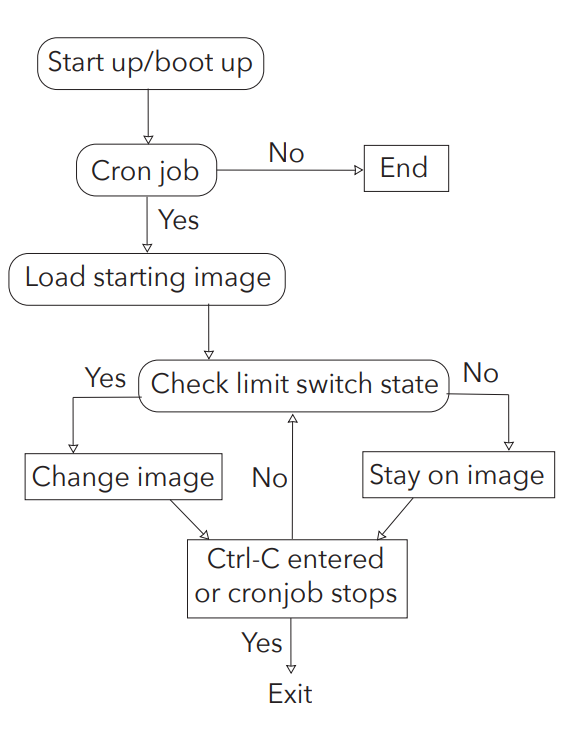 Start up/boot up
Cron job
No
End
Yes
Load starting image
Yes
Check limit switch state
No
Change image
No
Stay on image
Ctrl-C entered
or cronjob stops
Yes
Exit